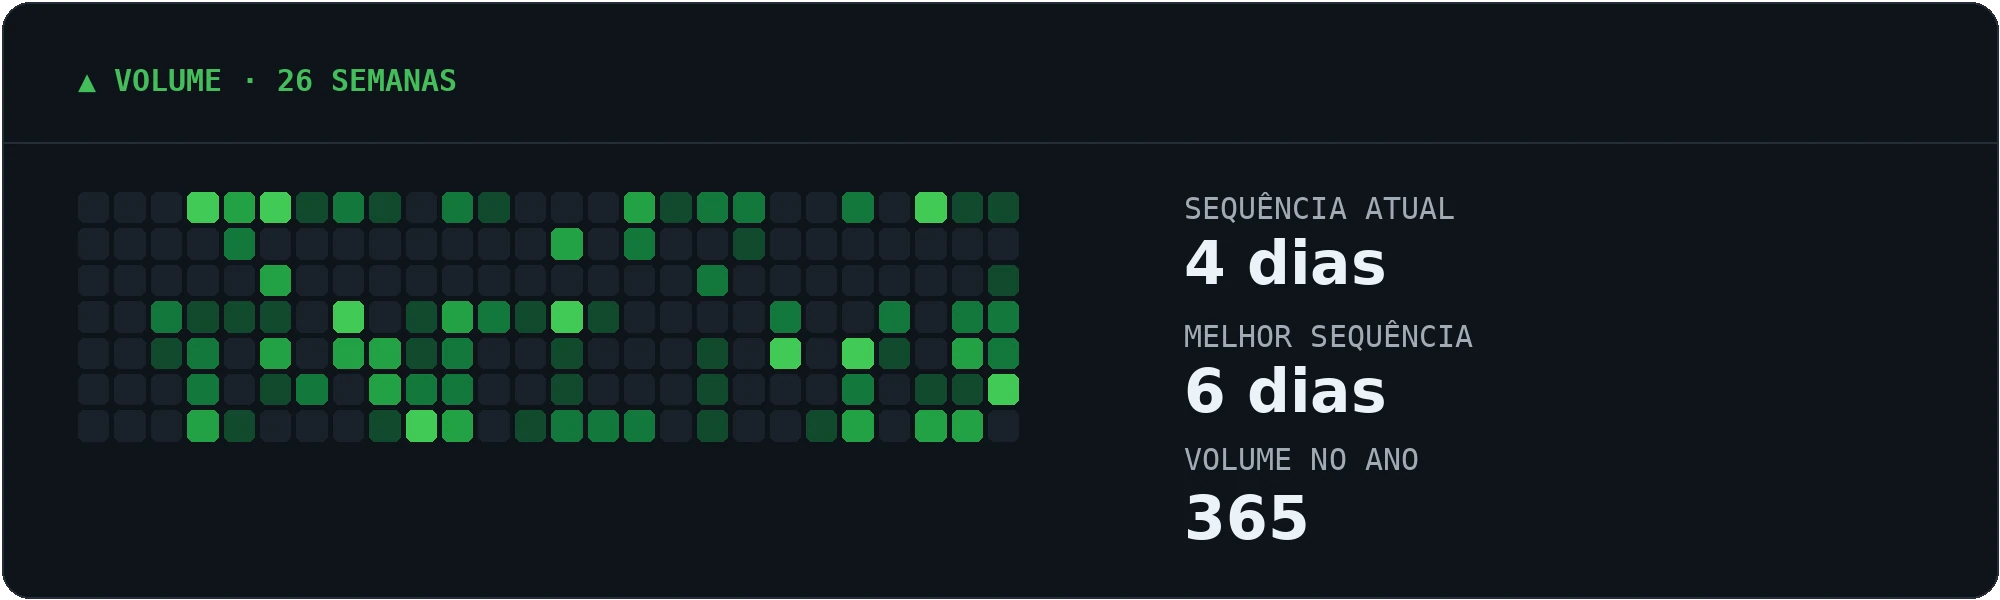 ▲ VOLUME · 26 SEMANAS
SEQUÊNCIA ATUAL
4 dias
MELHOR SEQUÊNCIA
6 dias
VOLUME NO ANO
365